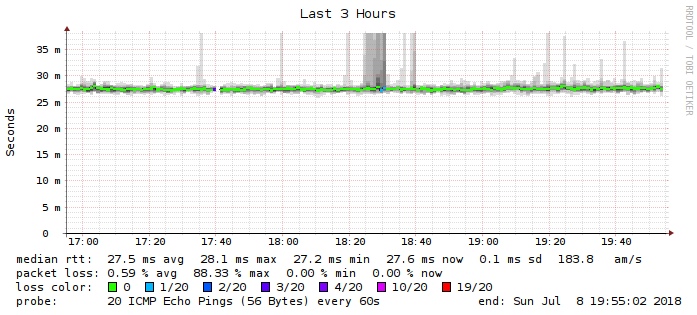 Last 3 Hours
RRDTOOL / TOBI OETIKER
Seconds
35 m
30 m
25 m
20 m
15 m
10 m
5 m
0
17:00 17:20 17:40 18:00 18:20 18:40 19:00 19:20 19:40
median rtt: 27.5 ms avg 28.1 ms max 27.2 ms min 27.6 ms now 0.1 ms sd 183.8 am/s
packet loss: 0.59 % avg 88.33 % max 0.00 % min 0.00 % now
loss color: 0 1/20 2/20 3/20 4/20 10/20 19/20
probe: 20 ICMP Echo Pings (56 Bytes) every 60s end: Sun Jul 8 19:55:02 2018